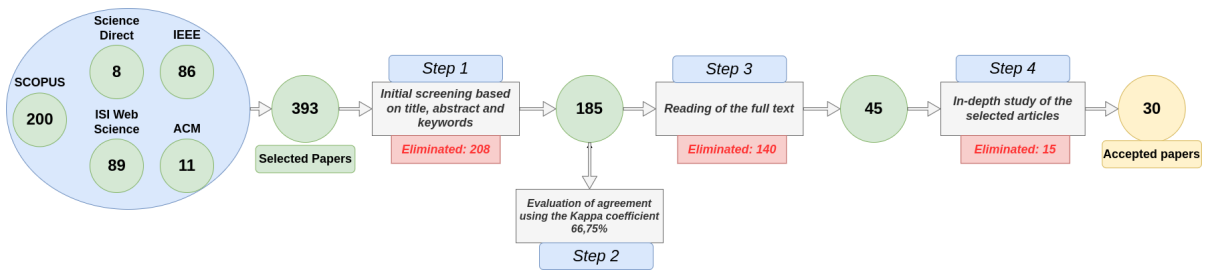 SCOPUS
200
Science
Direct
8
IEEE
86
ISI Web
Science
89
ACM
11
393
Selected Papers
Step 1
Initial screening based
on title, abstract and
keywords
Eliminated: 208
185
Evaluation of agreement
using the Kappa coefficient
66,75%
Step 2
Step 3
Reading of the full text
Eliminated: 140
45
Step 4
In-depth study of the
selected articles
Eliminated: 15
30
Accepted papers